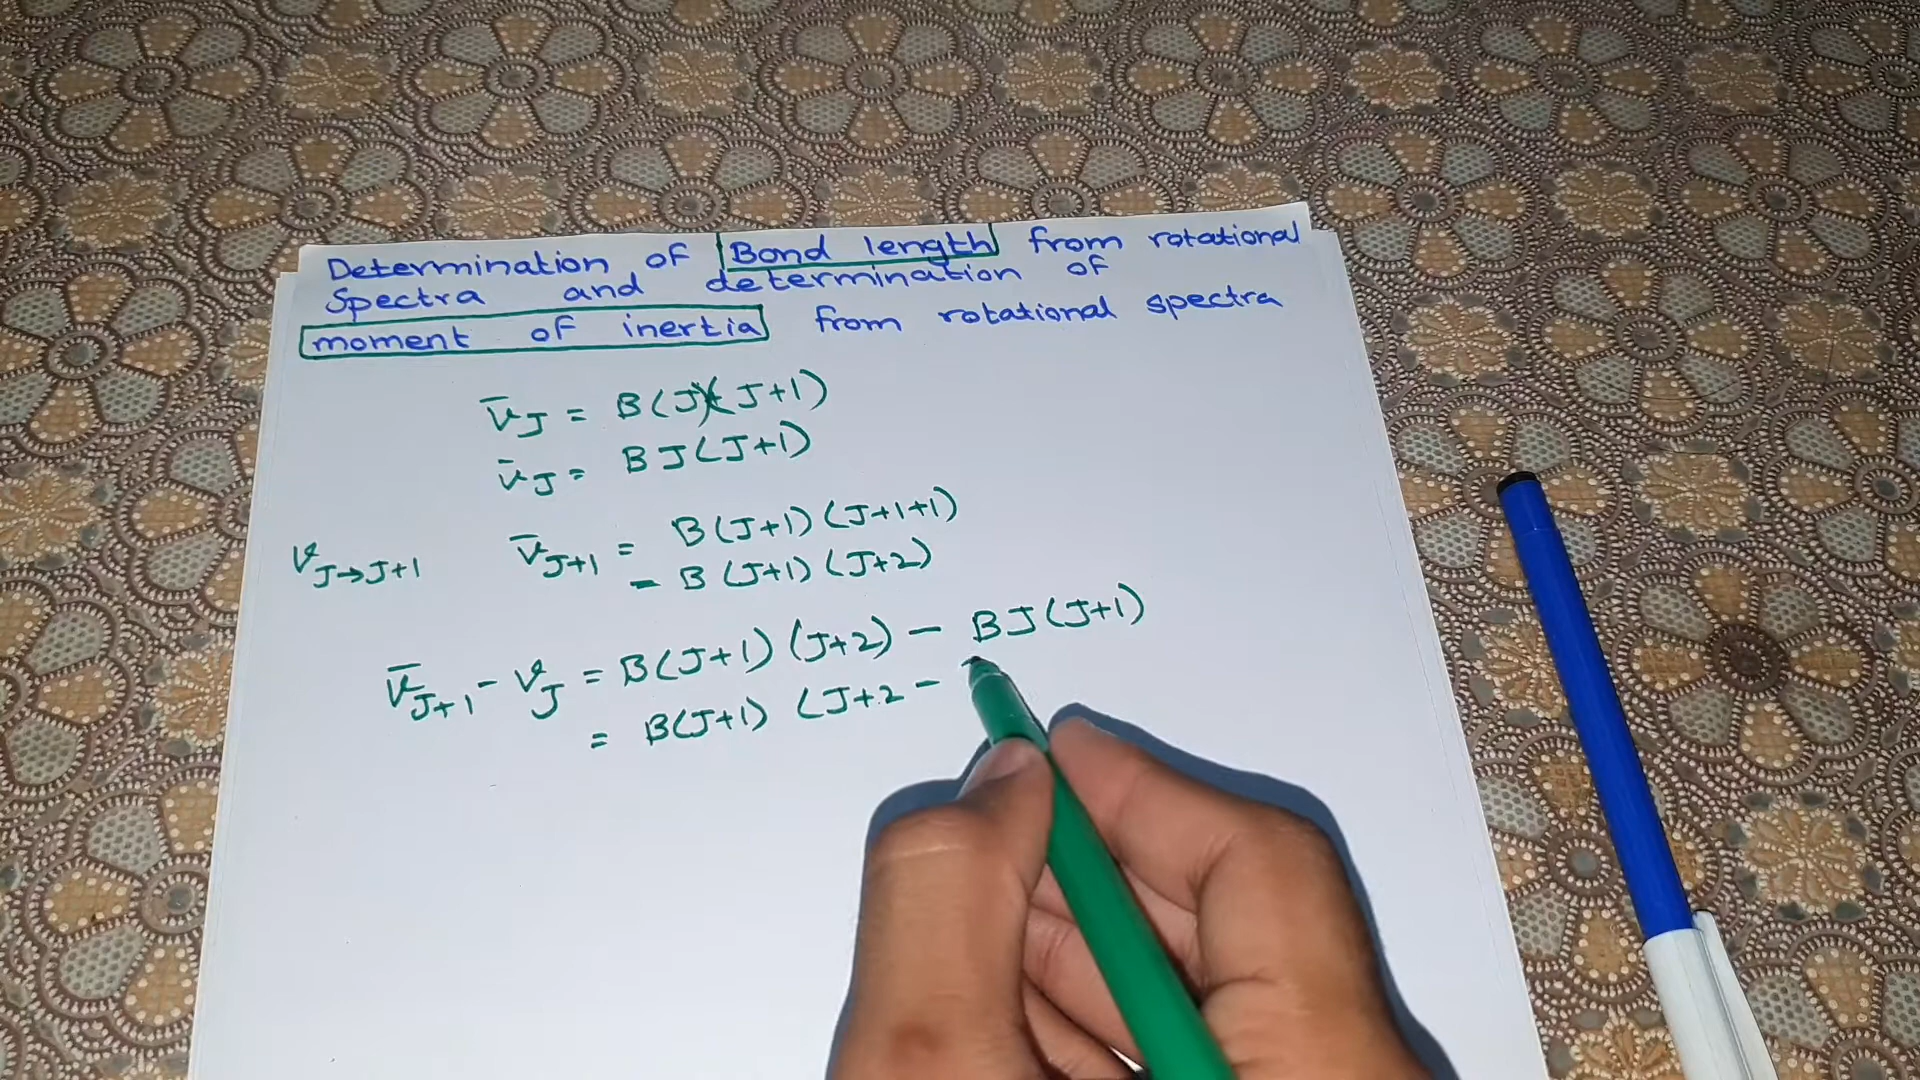 Determination of Bond length from rotational
Spectra and determination of
moment of inertia from rotational spectra
ν̄J = B(J)(J+1)
ν̄J = BJ(J+1)
νJ→J+1 ν̄J+1 = B(J+1)(J+1+1)
= B(J+1)(J+2)
ν̄J+1 - νJ = B(J+1)(J+2) - BJ(J+1)
= B(J+1) (J+2 -